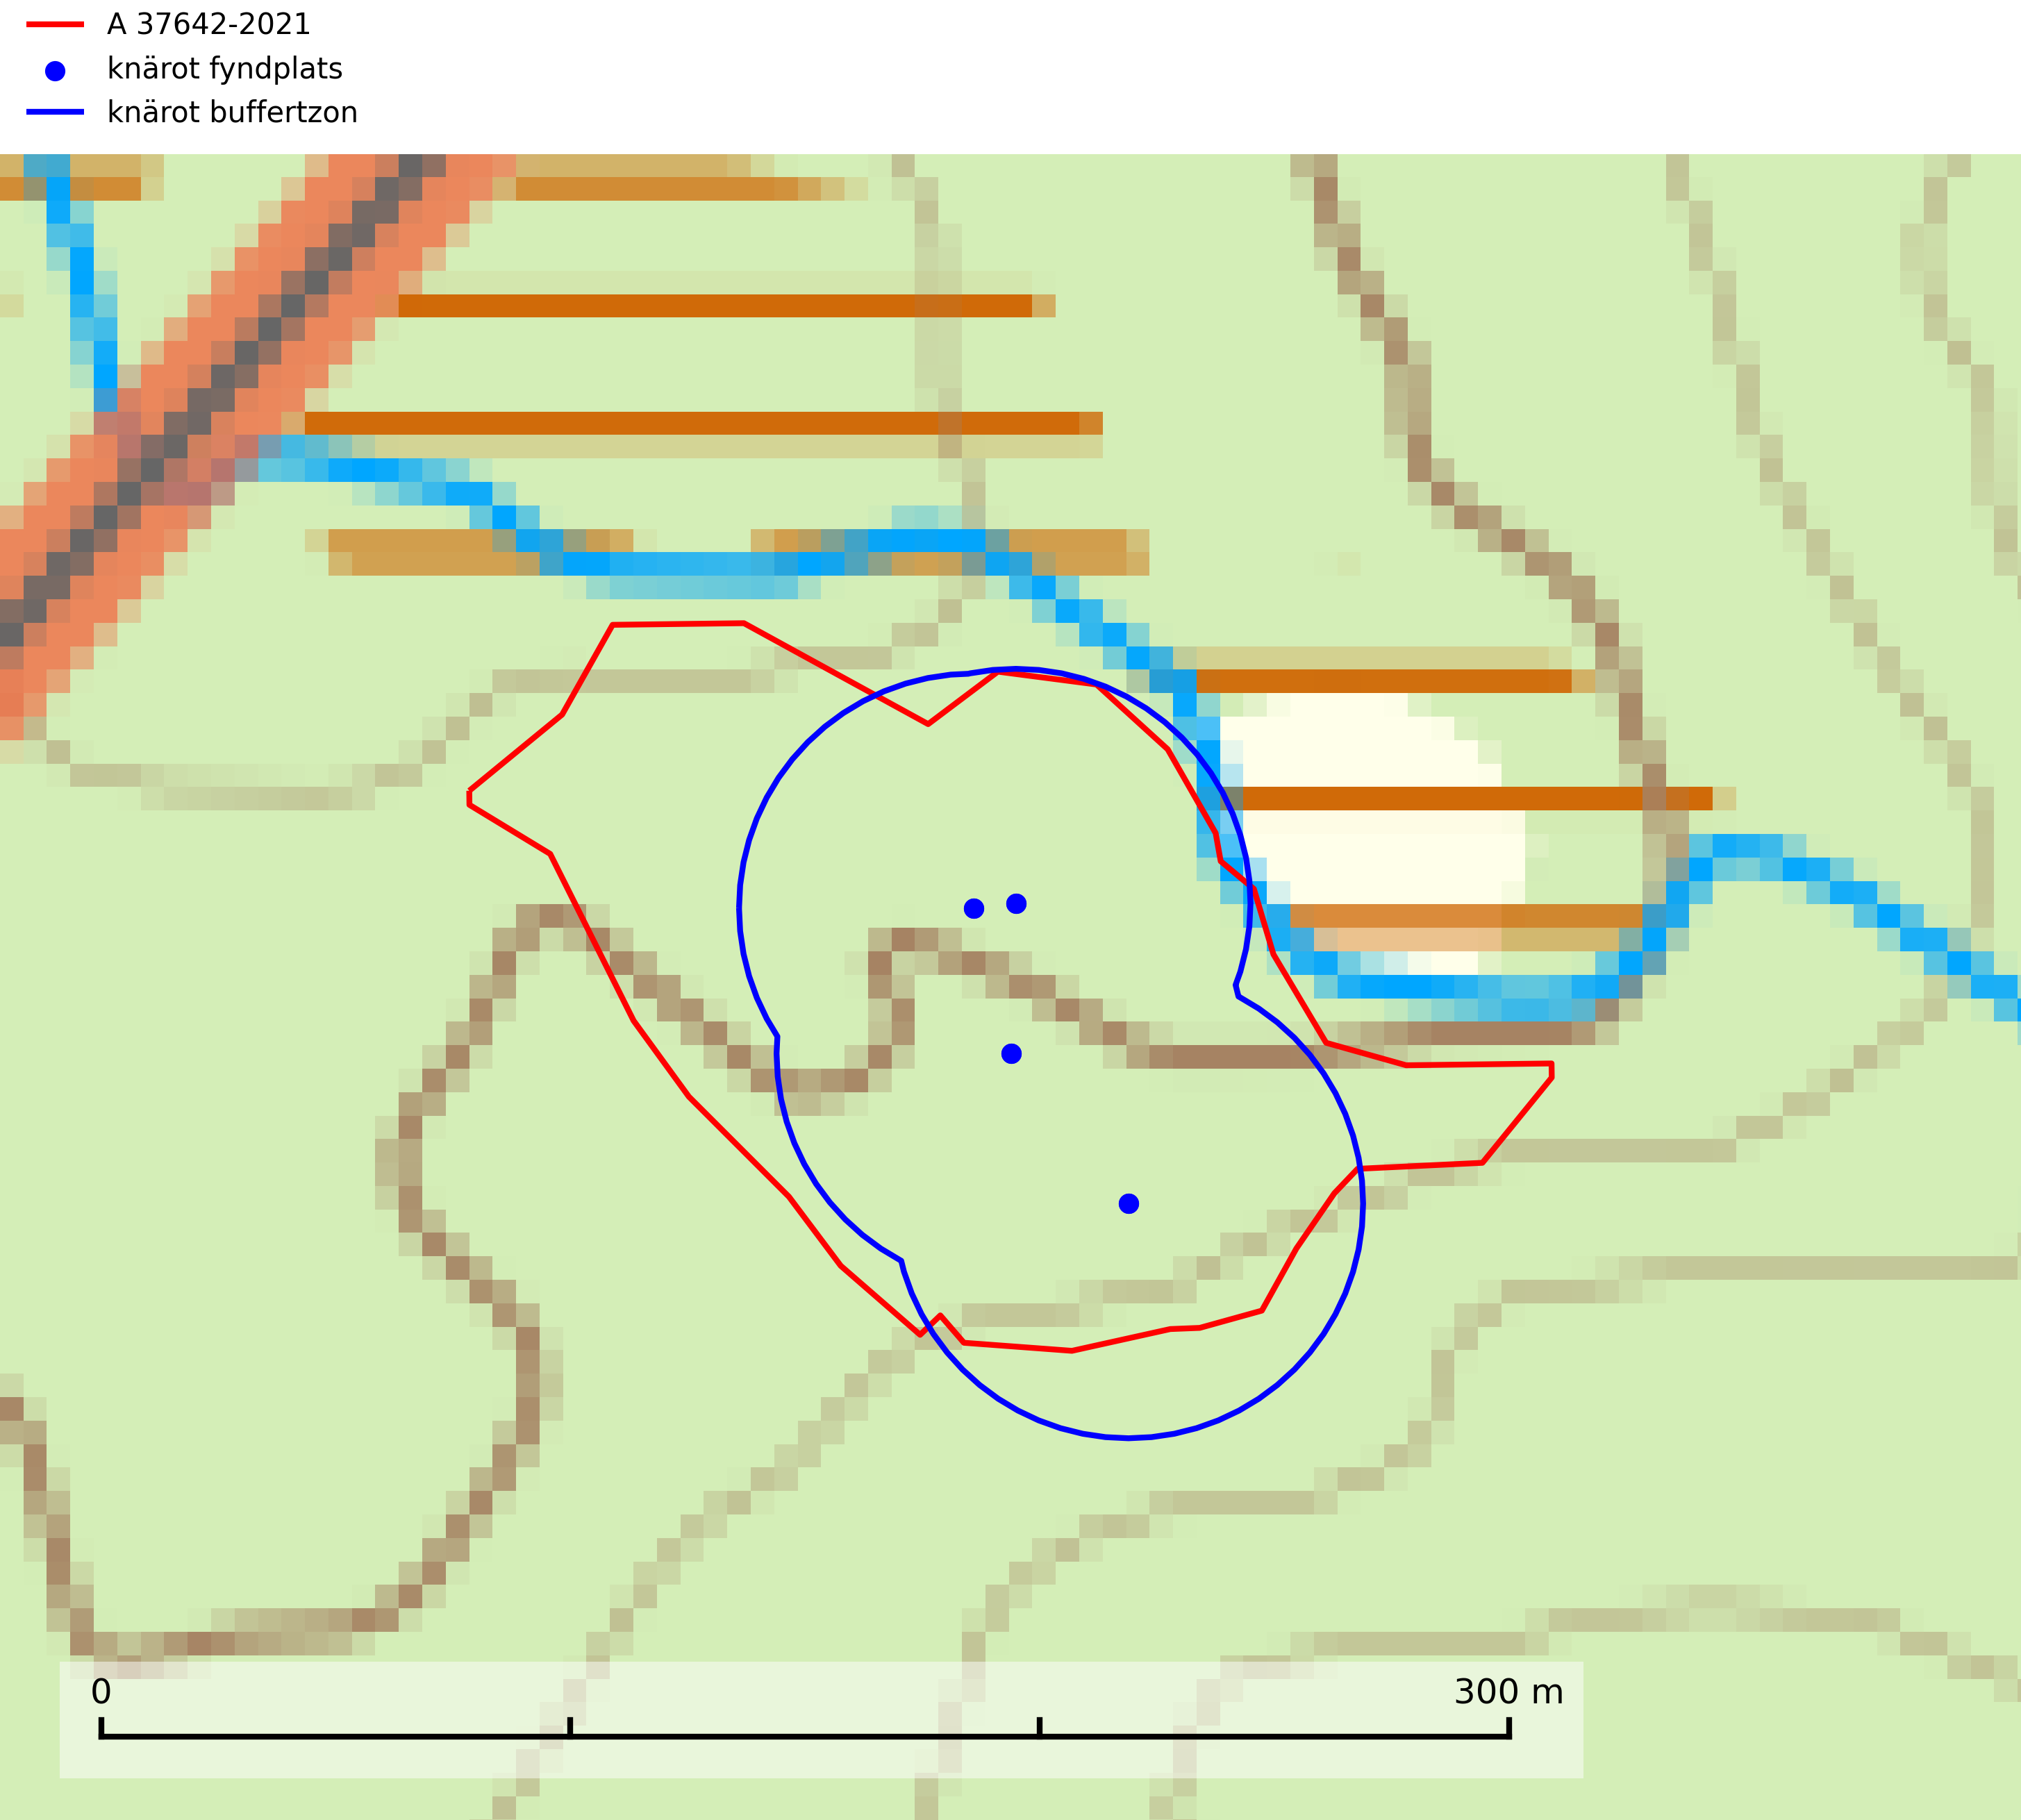 A 37642-2021
knärot fyndplats
knärot buffertzon
0 300 m